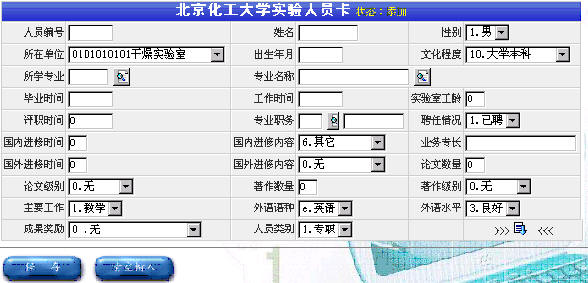 北京化工大学实验人员卡 状态：添加
人员编号 姓名 性别 1.男
所在单位 0101010101干燥实验室 出生年月 文化程度 10.大学本科
所学专业 专业名称
毕业时间 工作时间 实验室工龄 0
评职时间 0 专业职务 聘任情况 1.已聘
国内进修时间 0 国内进修内容 6.其它 业务专长
国外进修时间 0 国外进修内容 0.无 论文数量 0
论文级别 0.无 著作数量 0 著作级别 0.无
主要工作 1.教学 外语语种 e.英语 外语水平 3.良好
成果奖励 0 .无 人员类别 1.专职 >>> <<<
保 存